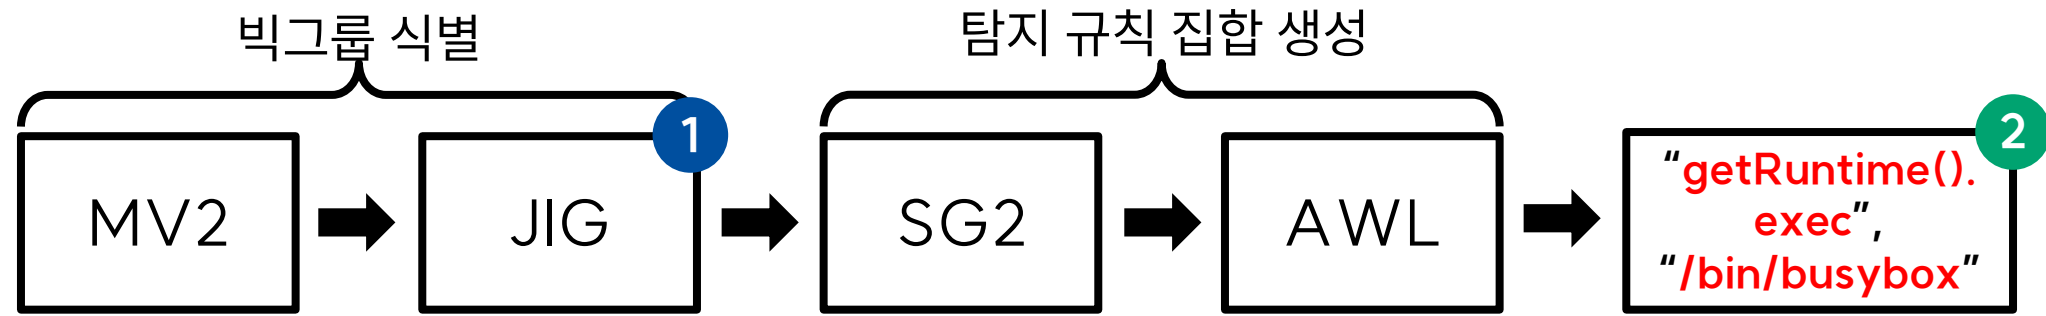 빅그룹 식별
탐지 규칙 집합 생성
MV2
JIG
1
SG2
AWL
2
“getRuntime().
exec”,
“/bin/busybox”